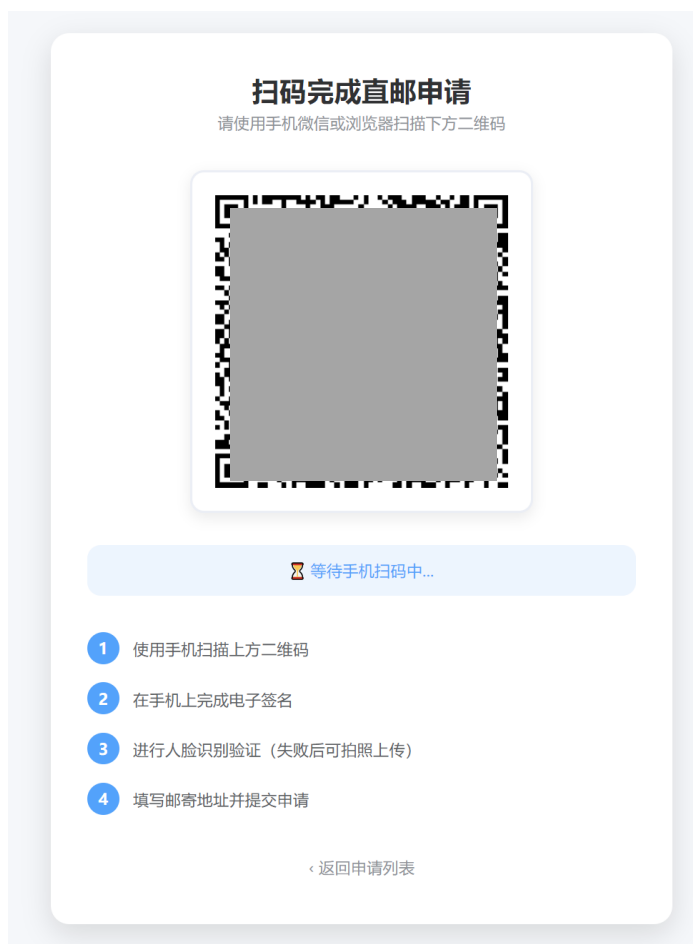 扫码完成直邮申请
请使用手机微信或浏览器扫描下方二维码
⏳ 等待手机扫码中...
1 使用手机扫描上方二维码
2 在手机上完成电子签名
3 进行人脸识别验证（失败后可拍照上传）
4 填写邮寄地址并提交申请
‹ 返回申请列表